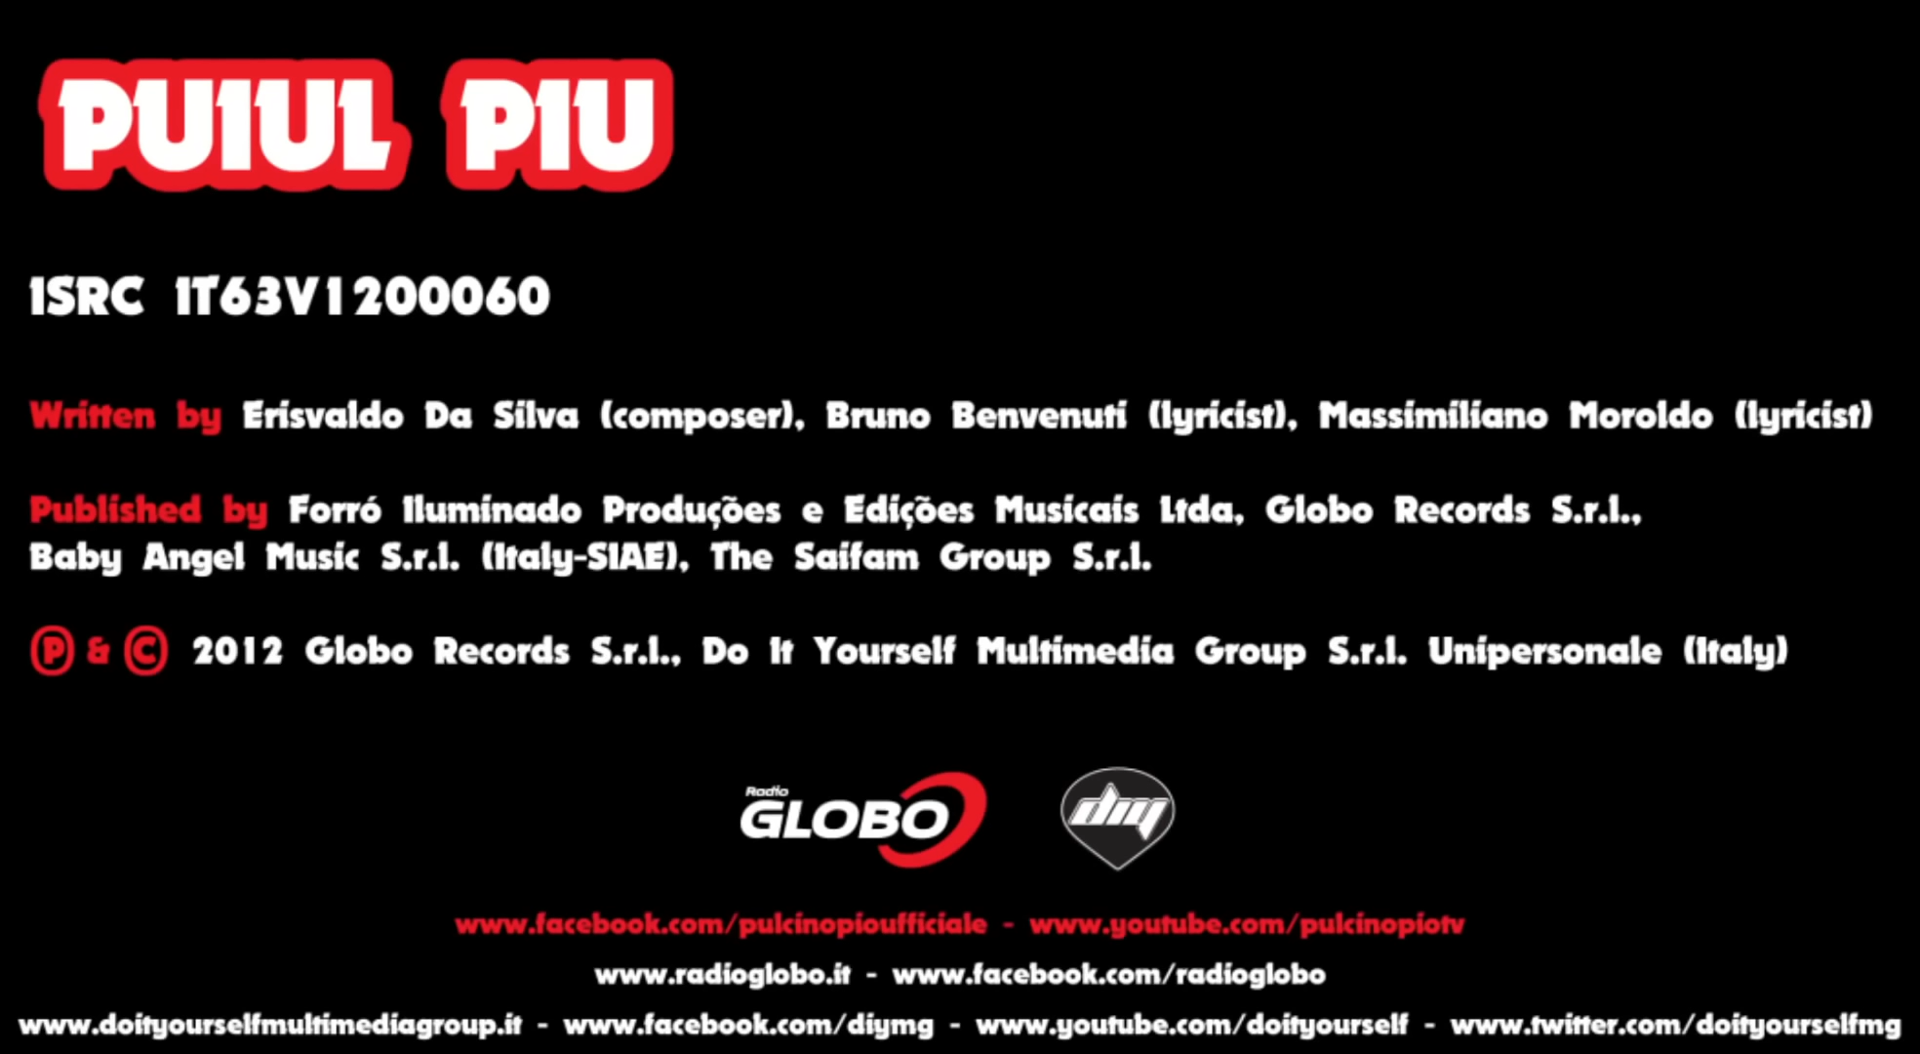 PUIUL PIU
ISRC IT63V1200060
Written by Erisvaldo Da Silva (composer), Bruno Benvenuti (lyricist), Massimiliano Moroldo (lyricist)
Published by Forró Iluminado Produções e Edições Musicais Ltda, Globo Records S.r.l.,
Baby Angel Music S.r.l. (Italy-SIAE), The Saifam Group S.r.l.
Ⓟ & Ⓒ 2012 Globo Records S.r.l., Do It Yourself Multimedia Group S.r.l. Unipersonale (Italy)
Radio
GLOBO
diy
www.facebook.com/pulcinopioufficiale - www.youtube.com/pulcinopiotv
www.radioglobo.it - www.facebook.com/radioglobo
www.doityourselfmultimediagroup.it - www.facebook.com/diymg - www.youtube.com/doityourself - www.twitter.com/doityourselfmg